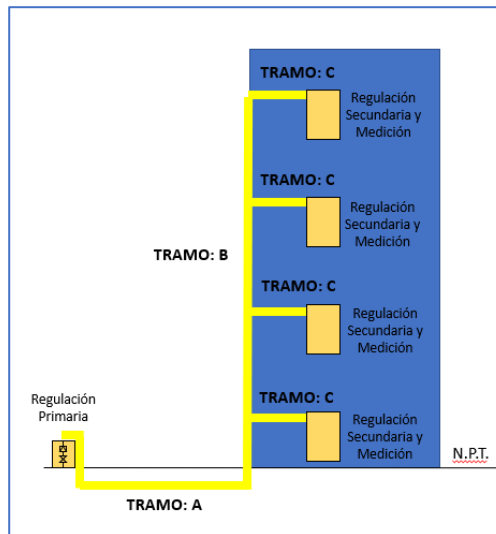 TRAMO: C
Regulación
Secundaria y
Medición
TRAMO: C
Regulación
Secundaria y
Medición
TRAMO: B
TRAMO: C
Regulación
Secundaria y
Medición
TRAMO: C
Regulación
Secundaria y
Medición
Regulación
Primaria
N.P.T.
TRAMO: A